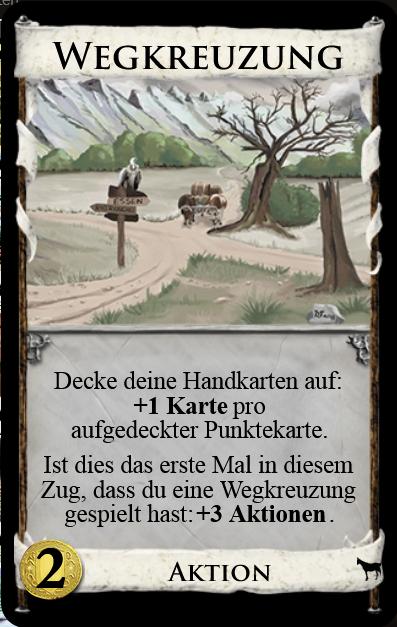 WEGKREUZUNG
ESSEN
Decke deine Handkarten auf:
+1 Karte pro
aufgedeckter Punktekarte.
Ist dies das erste Mal in diesem
Zug, dass du eine Wegkreuzung
gespielt hast: +3 Aktionen.
2
AKTION